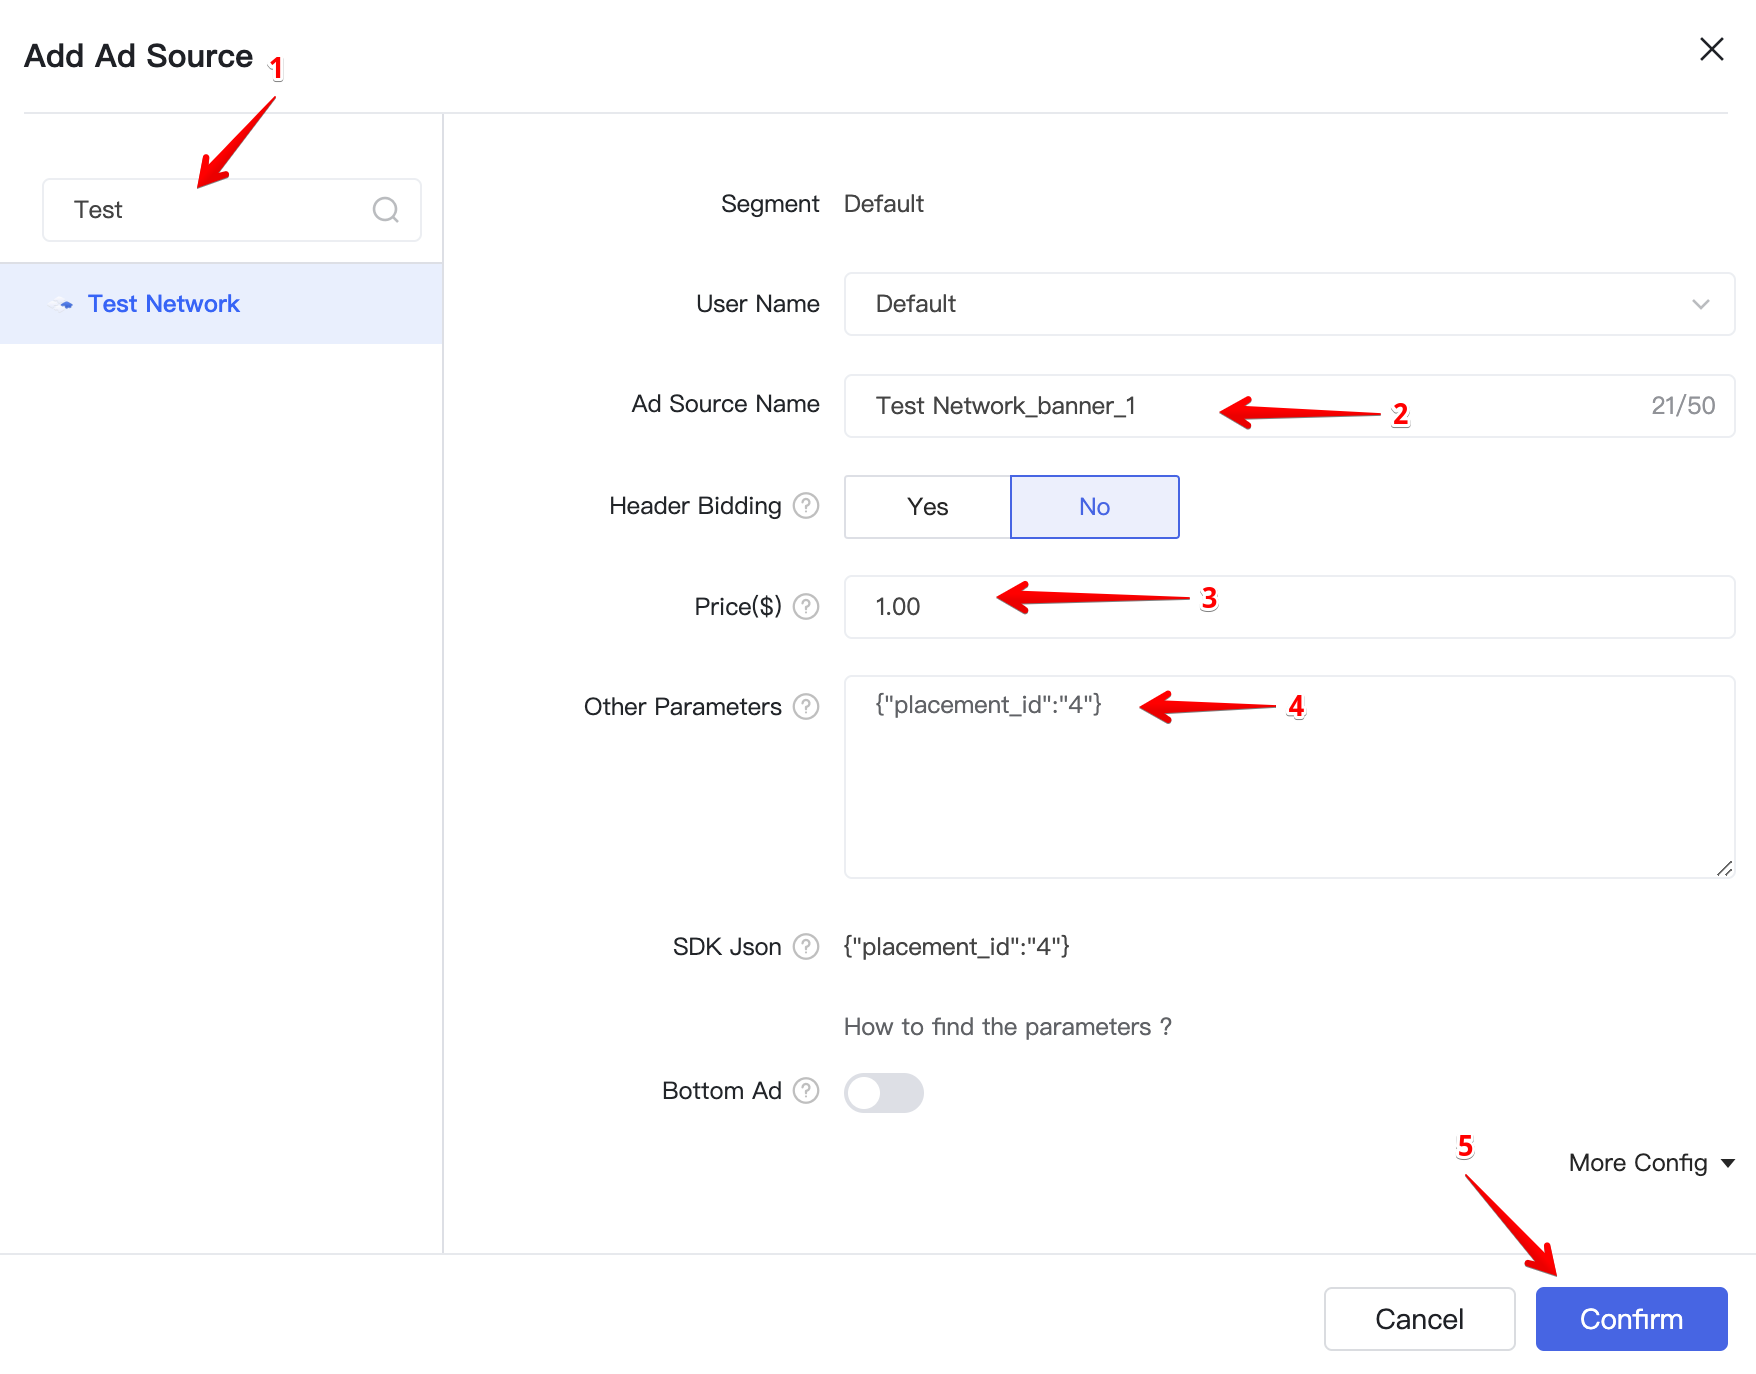 Add Ad Source
1
Test
Test Network
Segment Default
User Name Default
Ad Source Name Test Network_banner_1 21/50
2
Header Bidding ? Yes No
Price($) ? 1.00
3
Other Parameters ? {"placement_id":"4"}
4
SDK Json ? {"placement_id":"4"}
How to find the parameters ?
Bottom Ad ?
5
More Config
Cancel Confirm